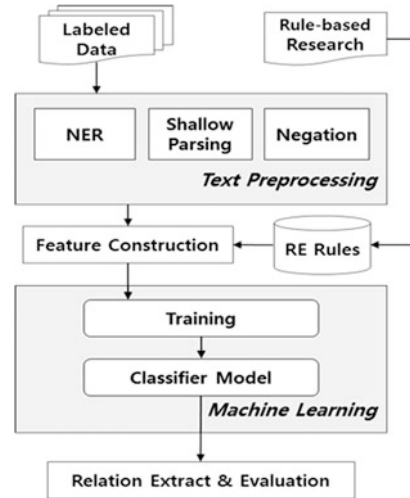 Labeled
Data
Rule-based
Research
NER
Shallow
Parsing
Negation
Text Preprocessing
Feature Construction
RE Rules
Training
Classifier Model
Machine Learning
Relation Extract & Evaluation